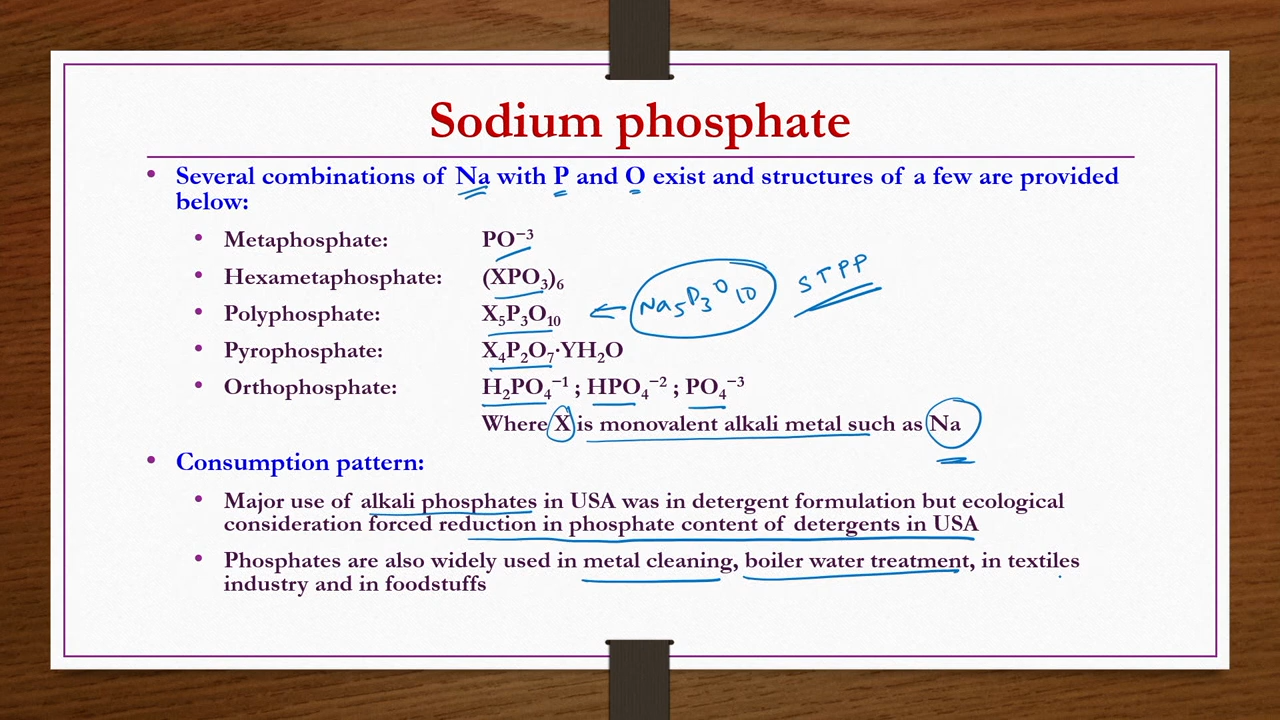 Sodium phosphate
• Several combinations of Na with P and O exist and structures of a few are provided
below:
• Metaphosphate: PO⁻³
• Hexametaphosphate: (XPO₃)₆
• Polyphosphate: X₅P₃O₁₀ ← Na₅P₃O₁₀ STPP
• Pyrophosphate: X₄P₂O₇·YH₂O
• Orthophosphate: H₂PO₄⁻¹ ; HPO₄⁻² ; PO₄⁻³
Where X is monovalent alkali metal such as Na
• Consumption pattern:
• Major use of alkali phosphates in USA was in detergent formulation but ecological
consideration forced reduction in phosphate content of detergents in USA
• Phosphates are also widely used in metal cleaning, boiler water treatment, in textiles
industry and in foodstuffs